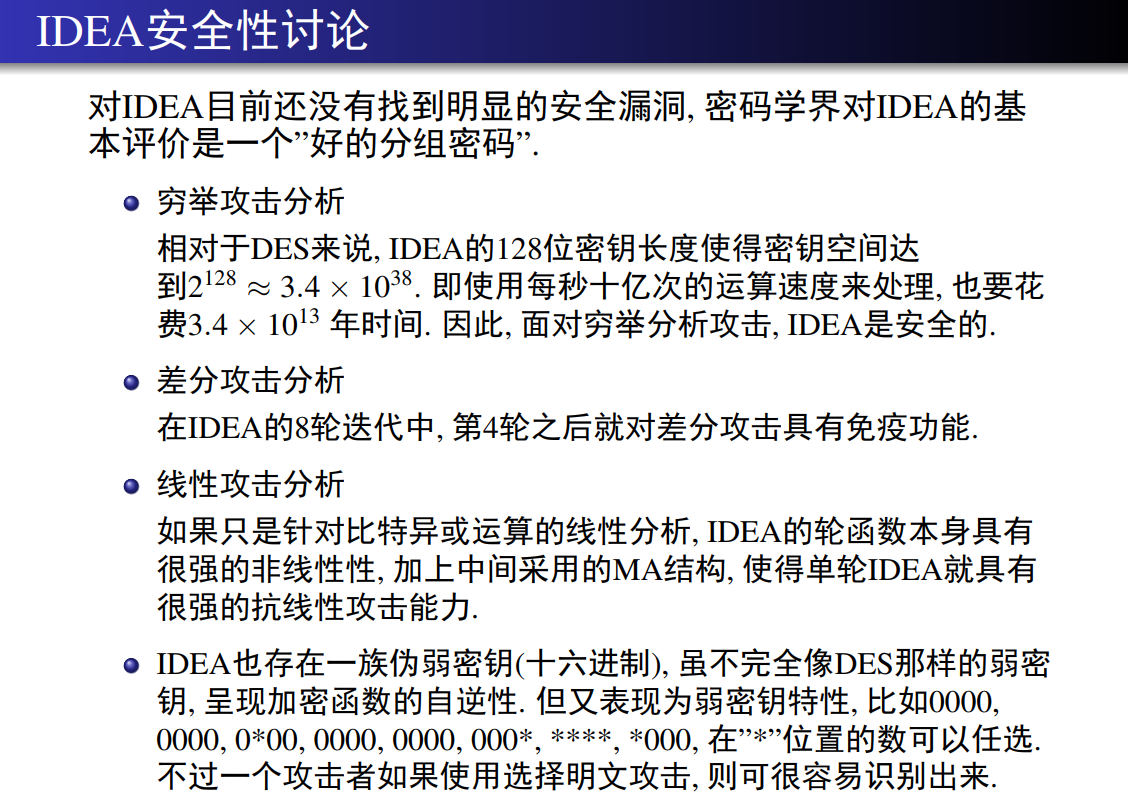 IDEA安全性讨论
对IDEA目前还没有找到明显的安全漏洞, 密码学界对IDEA的基
本评价是一个”好的分组密码”.
穷举攻击分析
相对于DES来说, IDEA的128位密钥长度使得密钥空间达
到2^128 ≈ 3.4 × 10^38. 即使用每秒十亿次的运算速度来处理, 也要花
费3.4 × 10^13 年时间. 因此, 面对穷举分析攻击, IDEA是安全的.
差分攻击分析
在IDEA的8轮迭代中, 第4轮之后就对差分攻击具有免疫功能.
线性攻击分析
如果只是针对比特异或运算的线性分析, IDEA的轮函数本身具有
很强的非线性性, 加上中间采用的MA结构, 使得单轮IDEA就具有
很强的抗线性攻击能力.
IDEA也存在一族伪弱密钥(十六进制), 虽不完全像DES那样的弱密
钥, 呈现加密函数的自逆性. 但又表现为弱密钥特性, 比如0000,
0000, 0*00, 0000, 0000, 000*, ****, *000, 在”*”位置的数可以任选.
不过一个攻击者如果使用选择明文攻击, 则可很容易识别出来.